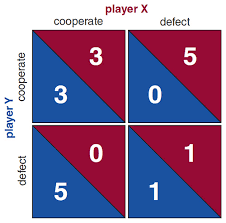 player X
cooperate defect
player Y
cooperate
3 5
3 0
defect
0 1
5 1